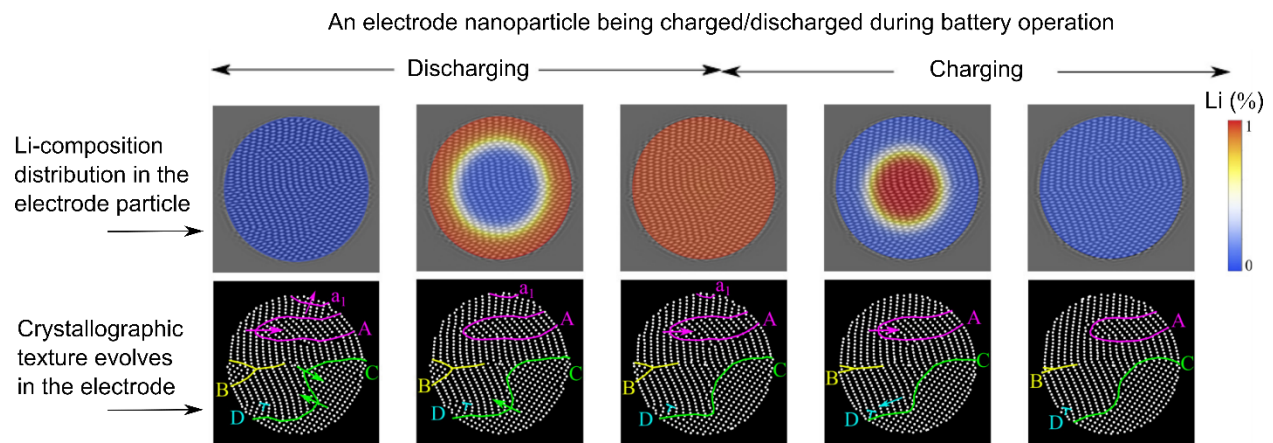 An electrode nanoparticle being charged/discharged during battery operation
Discharging
Charging
Li (%)
1
0
Li-composition
distribution in the
electrode particle
Crystallographic
texture evolves
in the electrode
a1
A
B
C
D
T
a1
A
B
C
D
T
a1
A
B
C
D
T
A
B
C
D
T
A
B
C
D
T